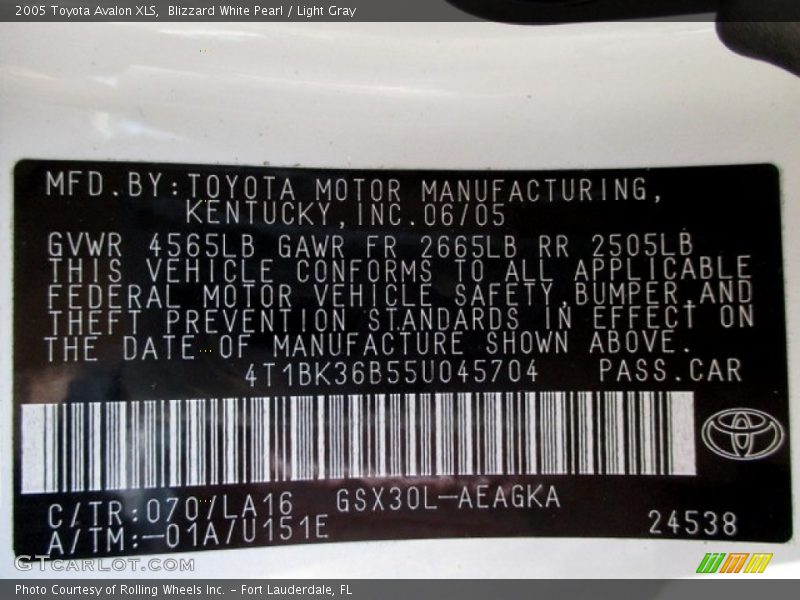 2005 Toyota Avalon XLS,  Blizzard White Pearl / Light Gray
MFD.BY:TOYOTA MOTOR MANUFACTURING,
KENTUCKY,INC.06/05
GVWR 4565LB GAWR FR 2665LB RR 2505LB
THIS VEHICLE CONFORMS TO ALL APPLICABLE
FEDERAL MOTOR VEHICLE SAFETY,BUMPER,AND
THEFT PREVENTION STANDARDS IN EFFECT ON
THE DATE OF MANUFACTURE SHOWN ABOVE.
4T1BK36B55U045704 PASS.CAR
C/TR:070/LA16 GSX30L-AEAGKA
A/TM:-01A/U151E 24538
GTCARLOT.COM
Photo Courtesy of Rolling Wheels Inc. - Fort Lauderdale, FL